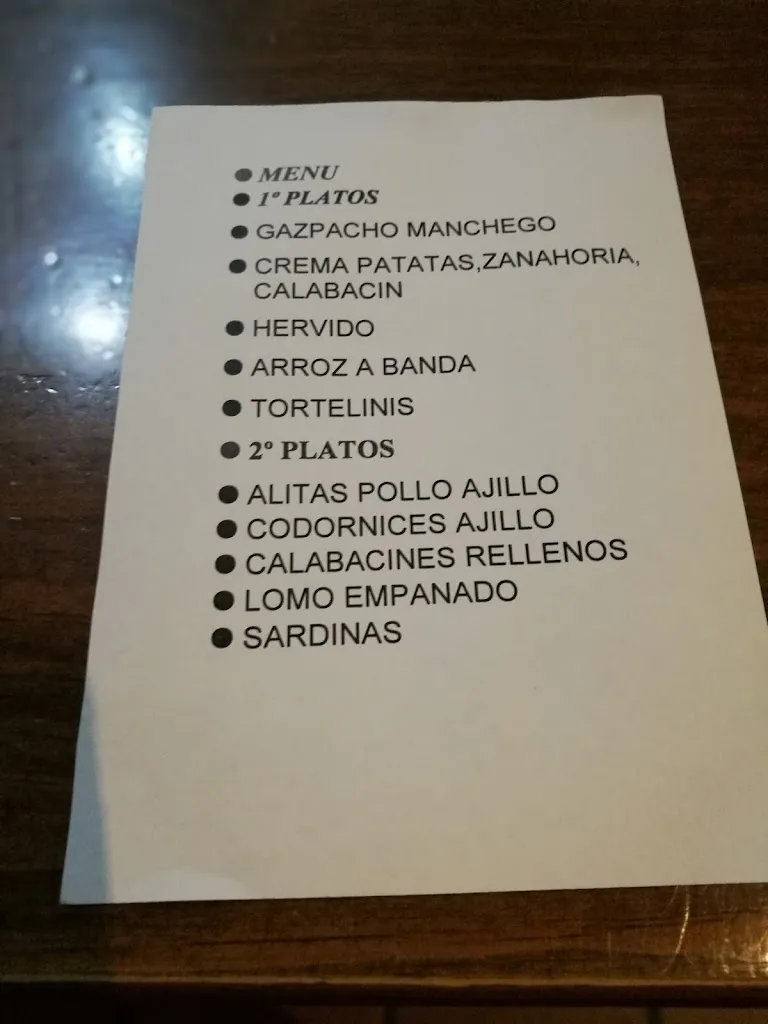 ● MENU
● 1º PLATOS
● GAZPACHO MANCHEGO
● CREMA PATATAS,ZANAHORIA,
CALABACIN
● HERVIDO
● ARROZ A BANDA
● TORTELINIS
● 2º PLATOS
● ALITAS POLLO AJILLO
● CODORNICES AJILLO
● CALABACINES RELLENOS
● LOMO EMPANADO
● SARDINAS